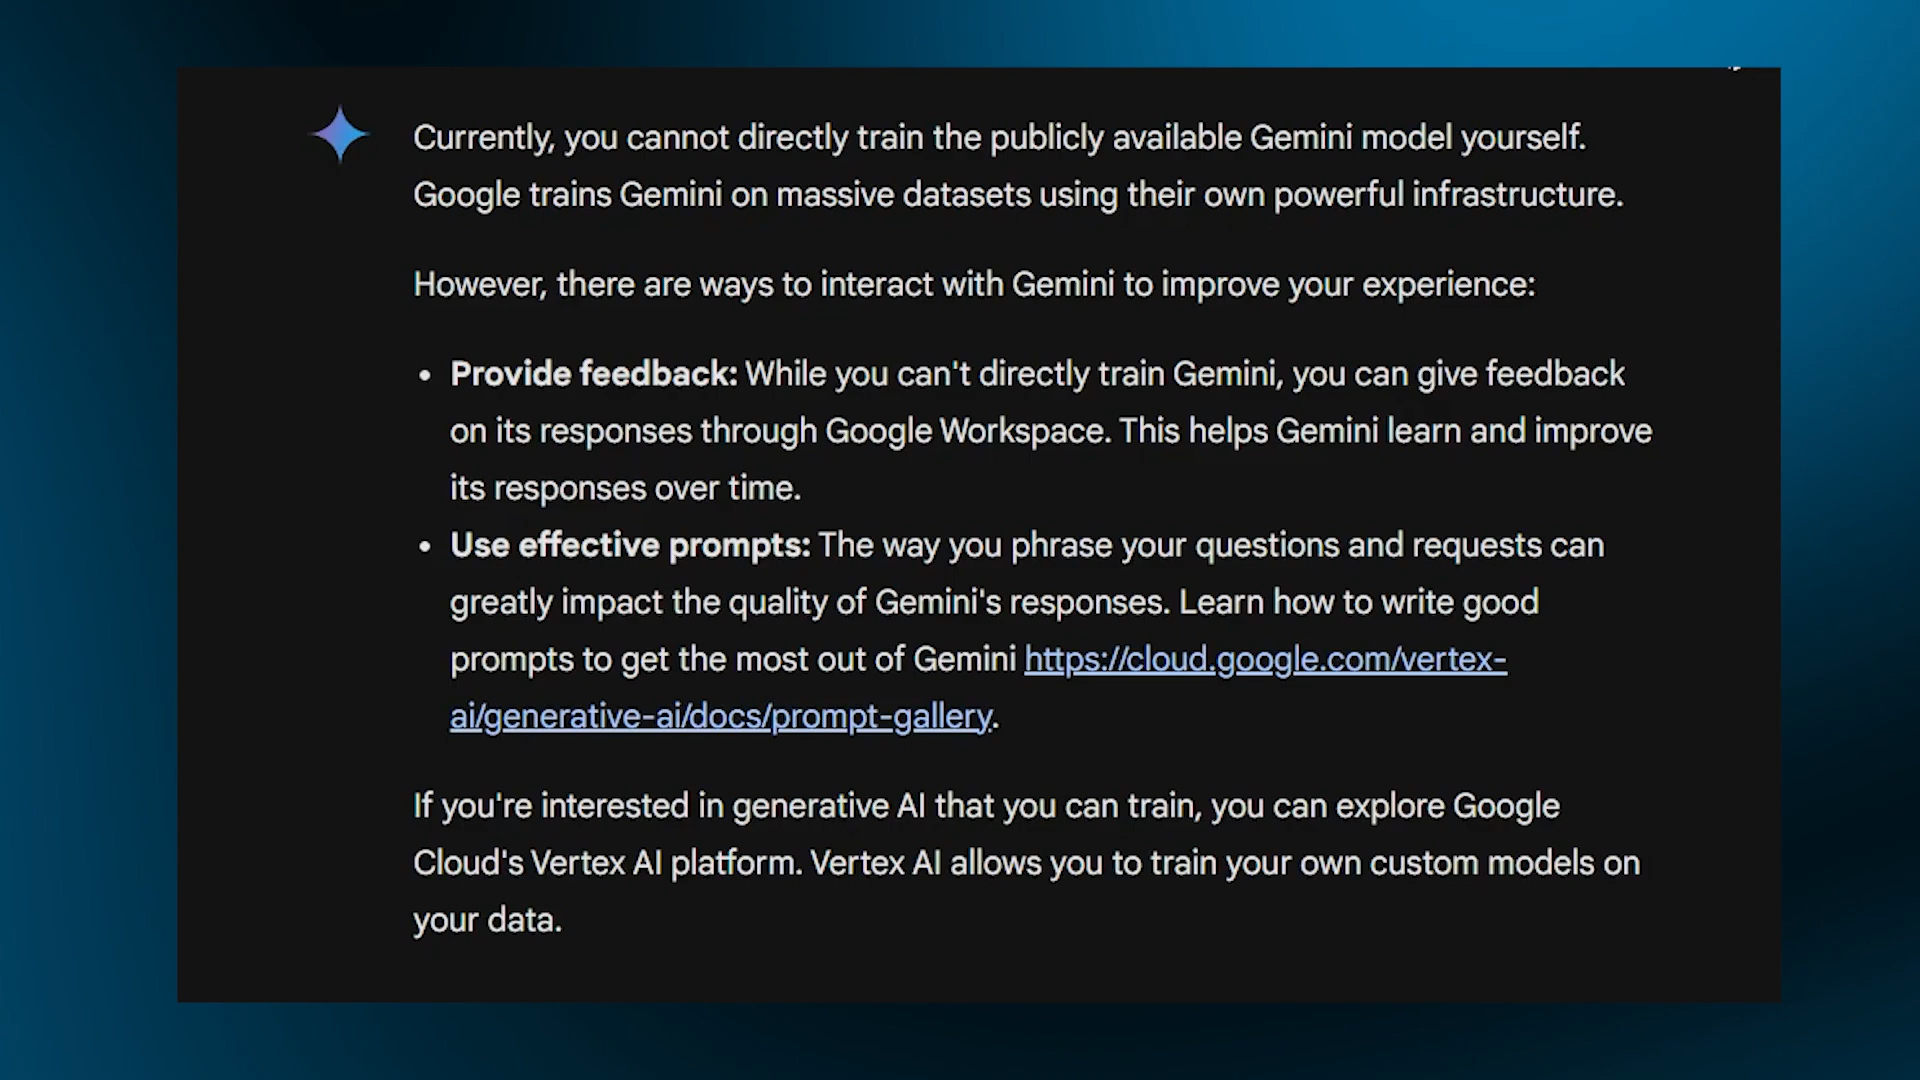 Currently, you cannot directly train the publicly available Gemini model yourself.
Google trains Gemini on massive datasets using their own powerful infrastructure.
However, there are ways to interact with Gemini to improve your experience:
• Provide feedback: While you can't directly train Gemini, you can give feedback
on its responses through Google Workspace. This helps Gemini learn and improve
its responses over time.
• Use effective prompts: The way you phrase your questions and requests can
greatly impact the quality of Gemini's responses. Learn how to write good
prompts to get the most out of Gemini https://cloud.google.com/vertex-
ai/generative-ai/docs/prompt-gallery.
If you're interested in generative AI that you can train, you can explore Google
Cloud's Vertex AI platform. Vertex AI allows you to train your own custom models on
your data.